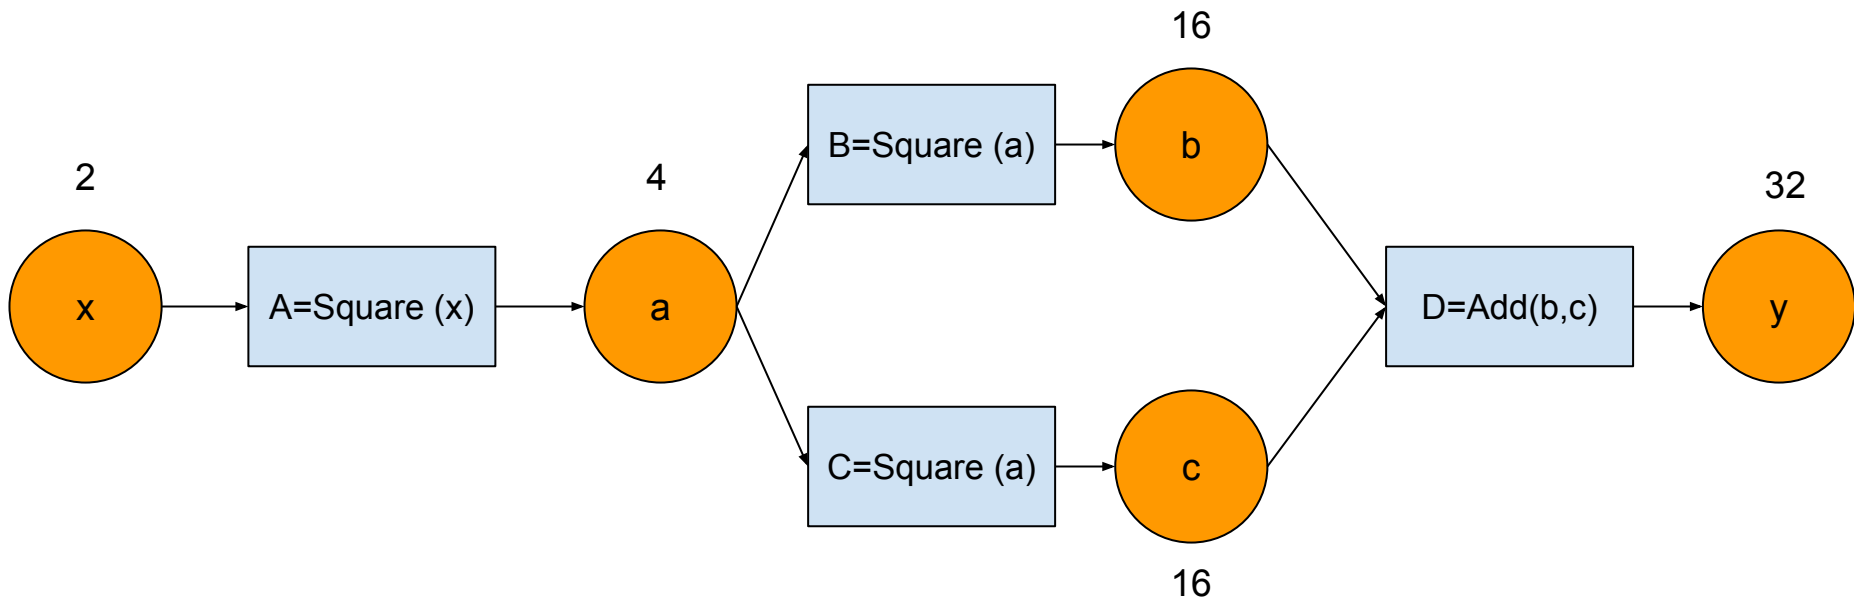 2
x
A=Square (x)
4
a
B=Square (a)
16
b
C=Square (a)
c
16
D=Add(b,c)
32
y